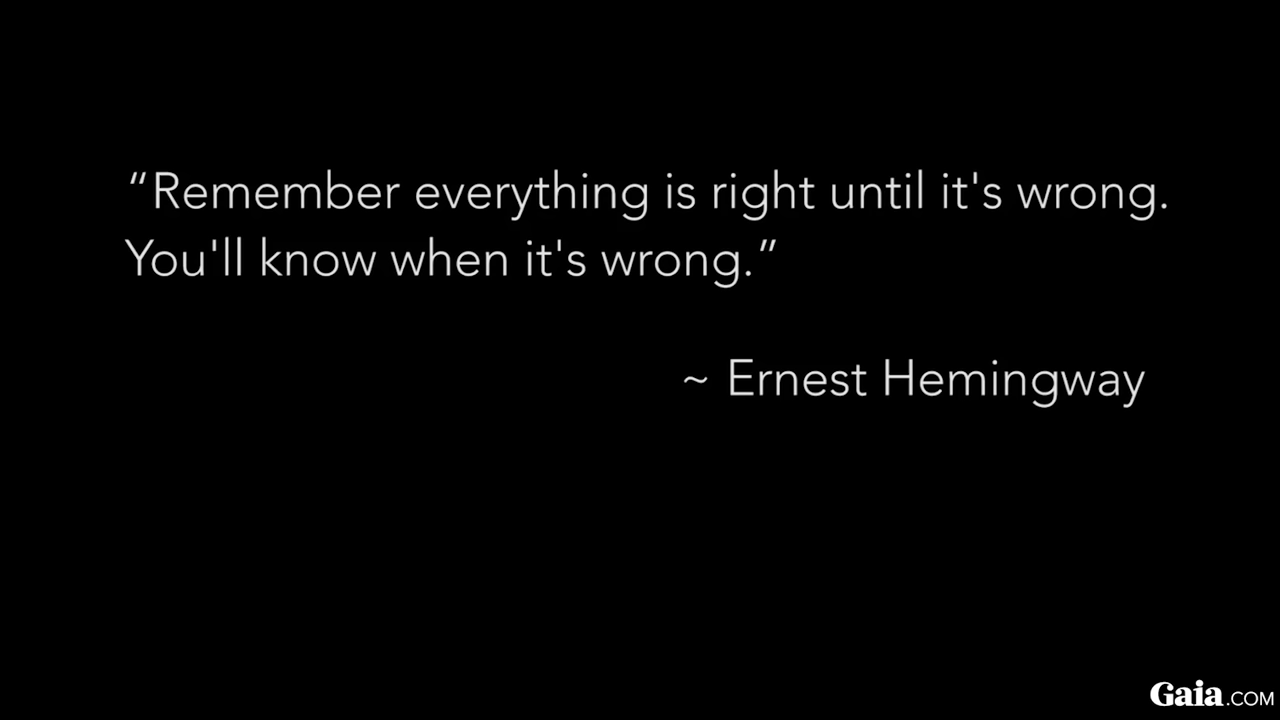 “Remember everything is right until it's wrong.
You'll know when it's wrong.”
~ Ernest Hemingway
Gaia.COM